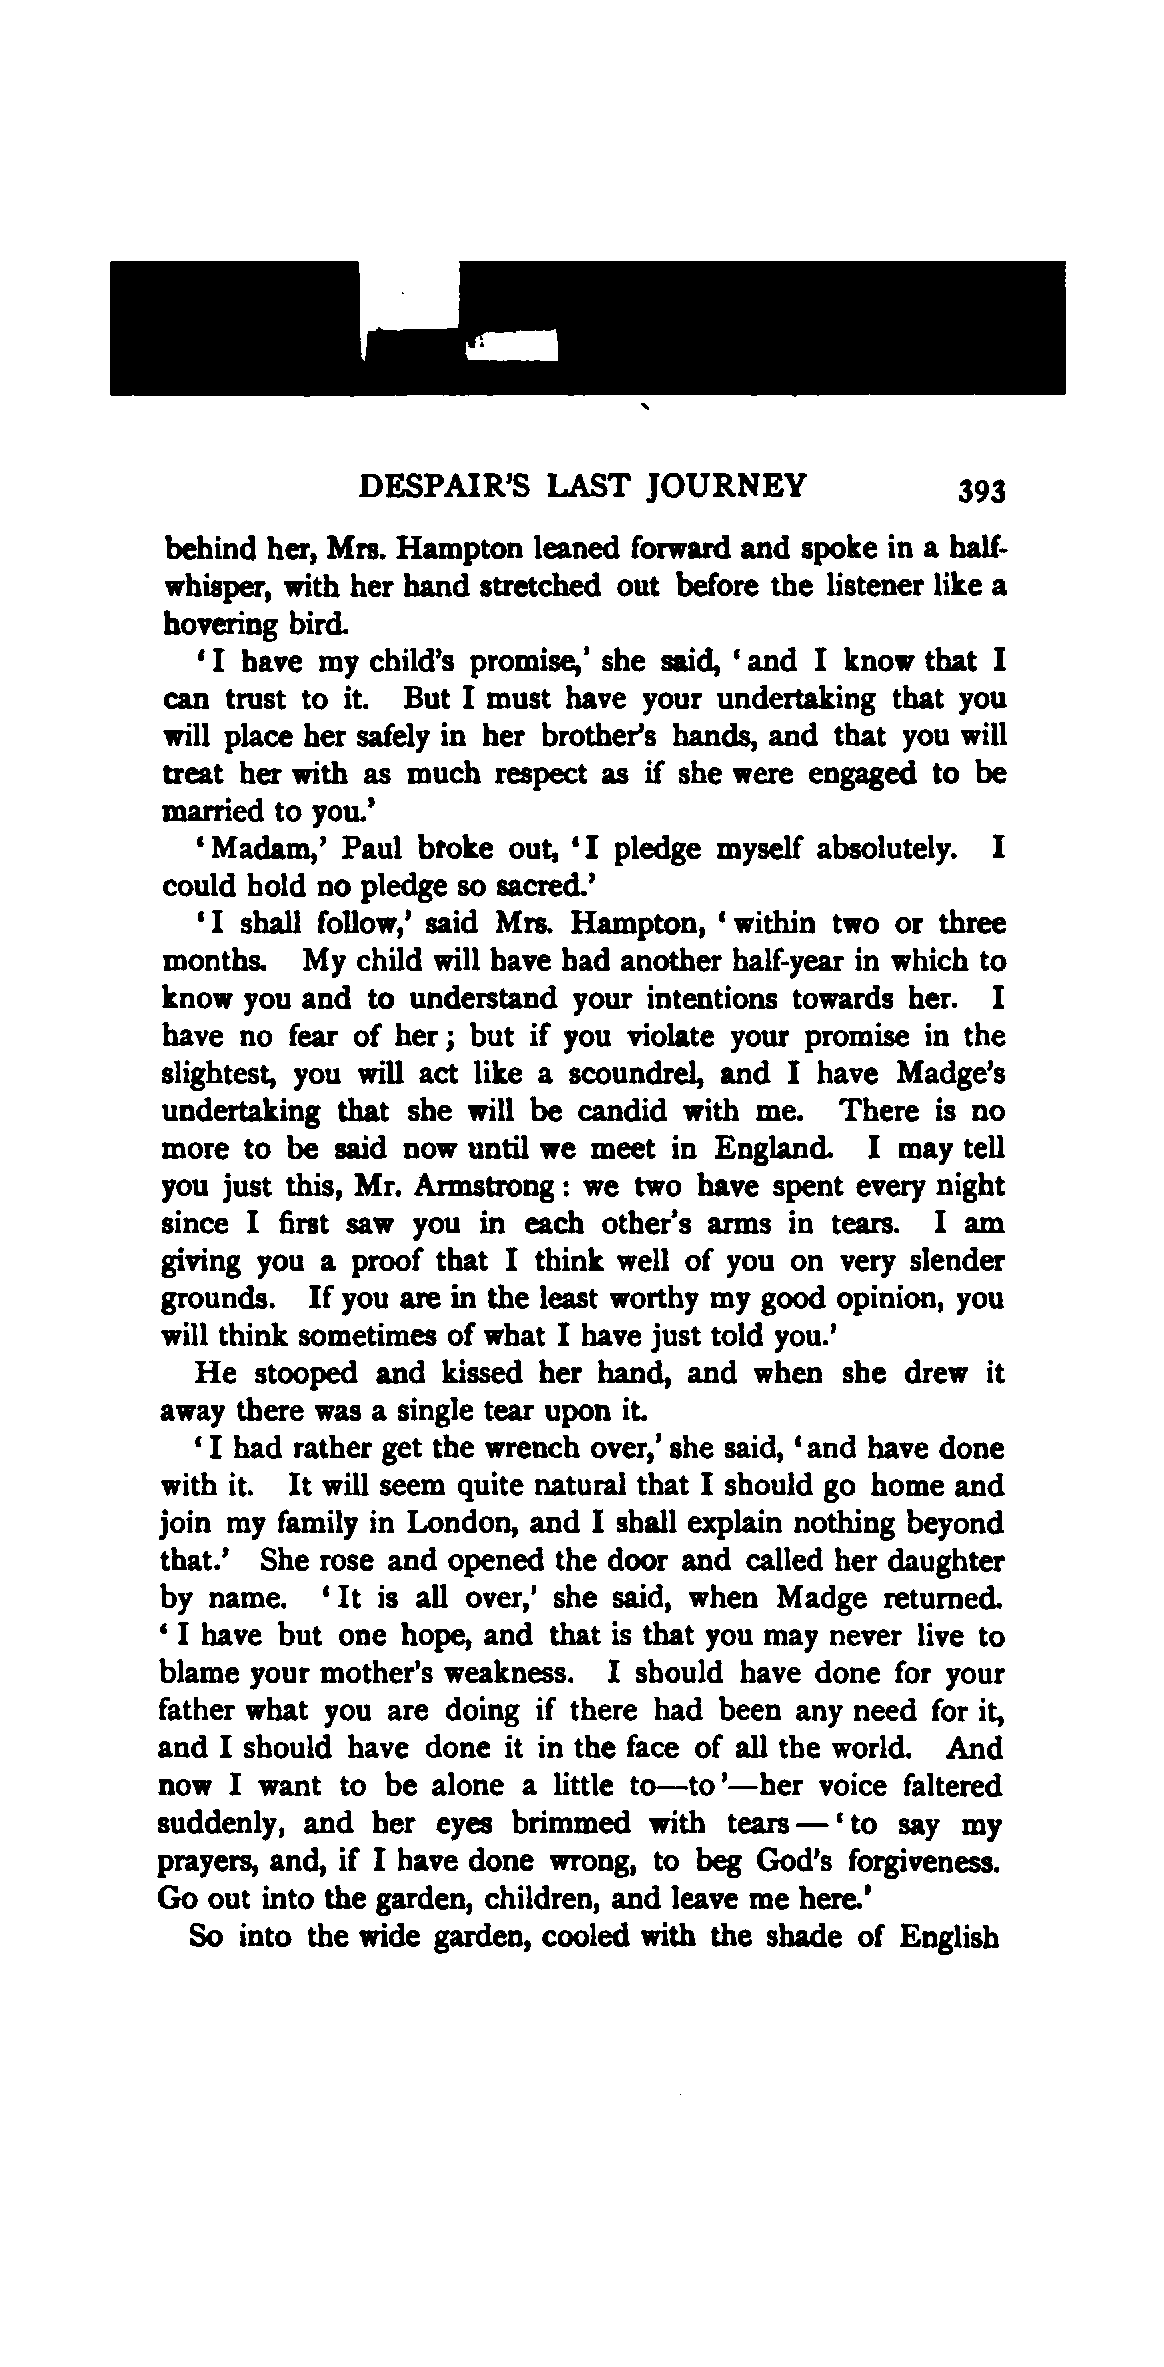 DESPAIR'S LAST JOURNEY 393
behind her, Mrs. Hampton leaned forward and spoke in a half-
whisper, with her hand stretched out before the listener like a
hovering bird.
'I have my child's promise,' she said, 'and I know that I
can trust to it. But I must have your undertaking that you
will place her safely in her brother's hands, and that you will
treat her with as much respect as if she were engaged to be
married to you.'
'Madam,' Paul broke out, 'I pledge myself absolutely. I
could hold no pledge so sacred.'
'I shall follow,' said Mrs. Hampton, 'within two or three
months. My child will have had another half-year in which to
know you and to understand your intentions towards her. I
have no fear of her; but if you violate your promise in the
slightest, you will act like a scoundrel, and I have Madge's
undertaking that she will be candid with me. There is no
more to be said now until we meet in England. I may tell
you just this, Mr. Armstrong: we two have spent every night
since I first saw you in each other's arms in tears. I am
giving you a proof that I think well of you on very slender
grounds. If you are in the least worthy my good opinion, you
will think sometimes of what I have just told you.'
He stooped and kissed her hand, and when she drew it
away there was a single tear upon it.
'I had rather get the wrench over,' she said, 'and have done
with it. It will seem quite natural that I should go home and
join my family in London, and I shall explain nothing beyond
that.' She rose and opened the door and called her daughter
by name. 'It is all over,' she said, when Madge returned.
'I have but one hope, and that is that you may never live to
blame your mother's weakness. I should have done for your
father what you are doing if there had been any need for it,
and I should have done it in the face of all the world. And
now I want to be alone a little to—to'—her voice faltered
suddenly, and her eyes brimmed with tears—'to say my
prayers, and, if I have done wrong, to beg God's forgiveness.
Go out into the garden, children, and leave me here.'
So into the wide garden, cooled with the shade of English